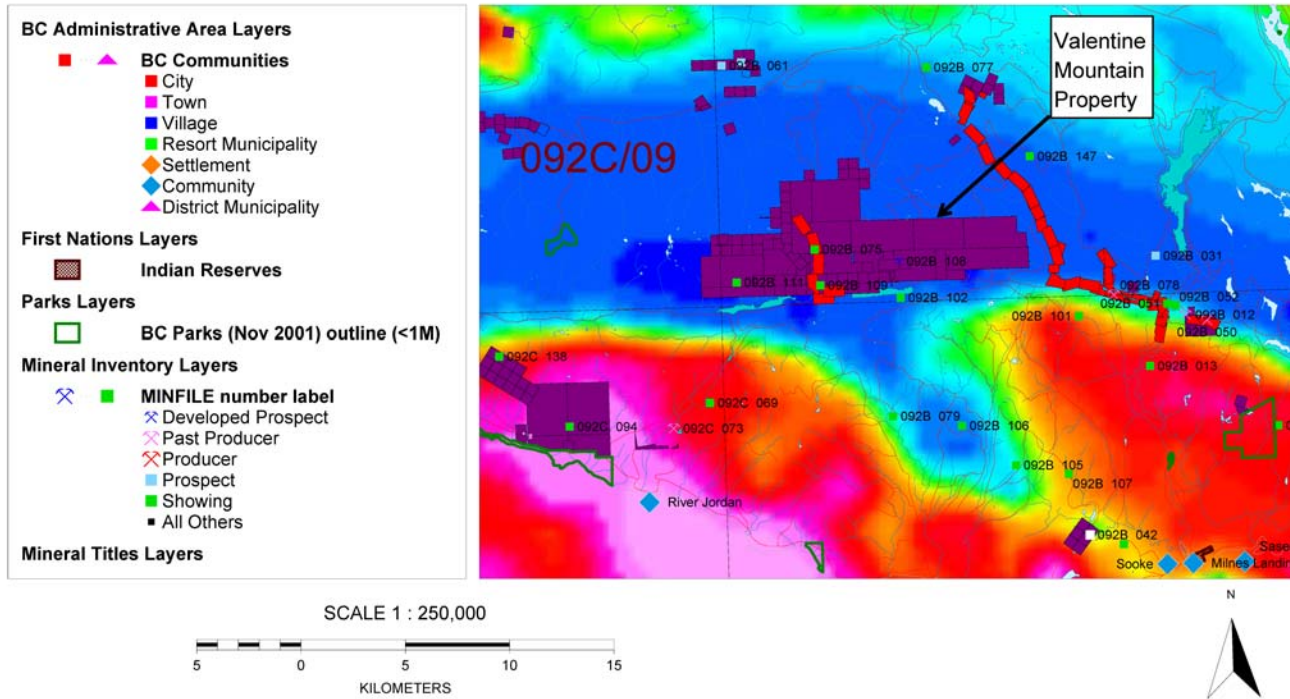 BC Administrative Area Layers
BC Communities
City
Town
Village
Resort Municipality
Settlement
Community
District Municipality
First Nations Layers
Indian Reserves
Parks Layers
BC Parks (Nov 2001) outline (<1M)
Mineral Inventory Layers
MINFILE number label
Developed Prospect
Past Producer
Producer
Prospect
Showing
All Others
Mineral Titles Layers
Valentine
Mountain
Property
092B 061
092B 077
092C/09
092B 147
092B 075
092B 108
092B 031
092B 111
092B 109
092B 102
092B 078
092B 052
092B 101
092B 050
092C 138
092B 013
092C 069
092B 079
092C 094
092C 073
092B 106
092B 105
092B 107
River Jordan
092B 042
Sooke
Milnes Landin
Sase
SCALE 1 : 250,000
5 0 5 10 15
KILOMETERS
N